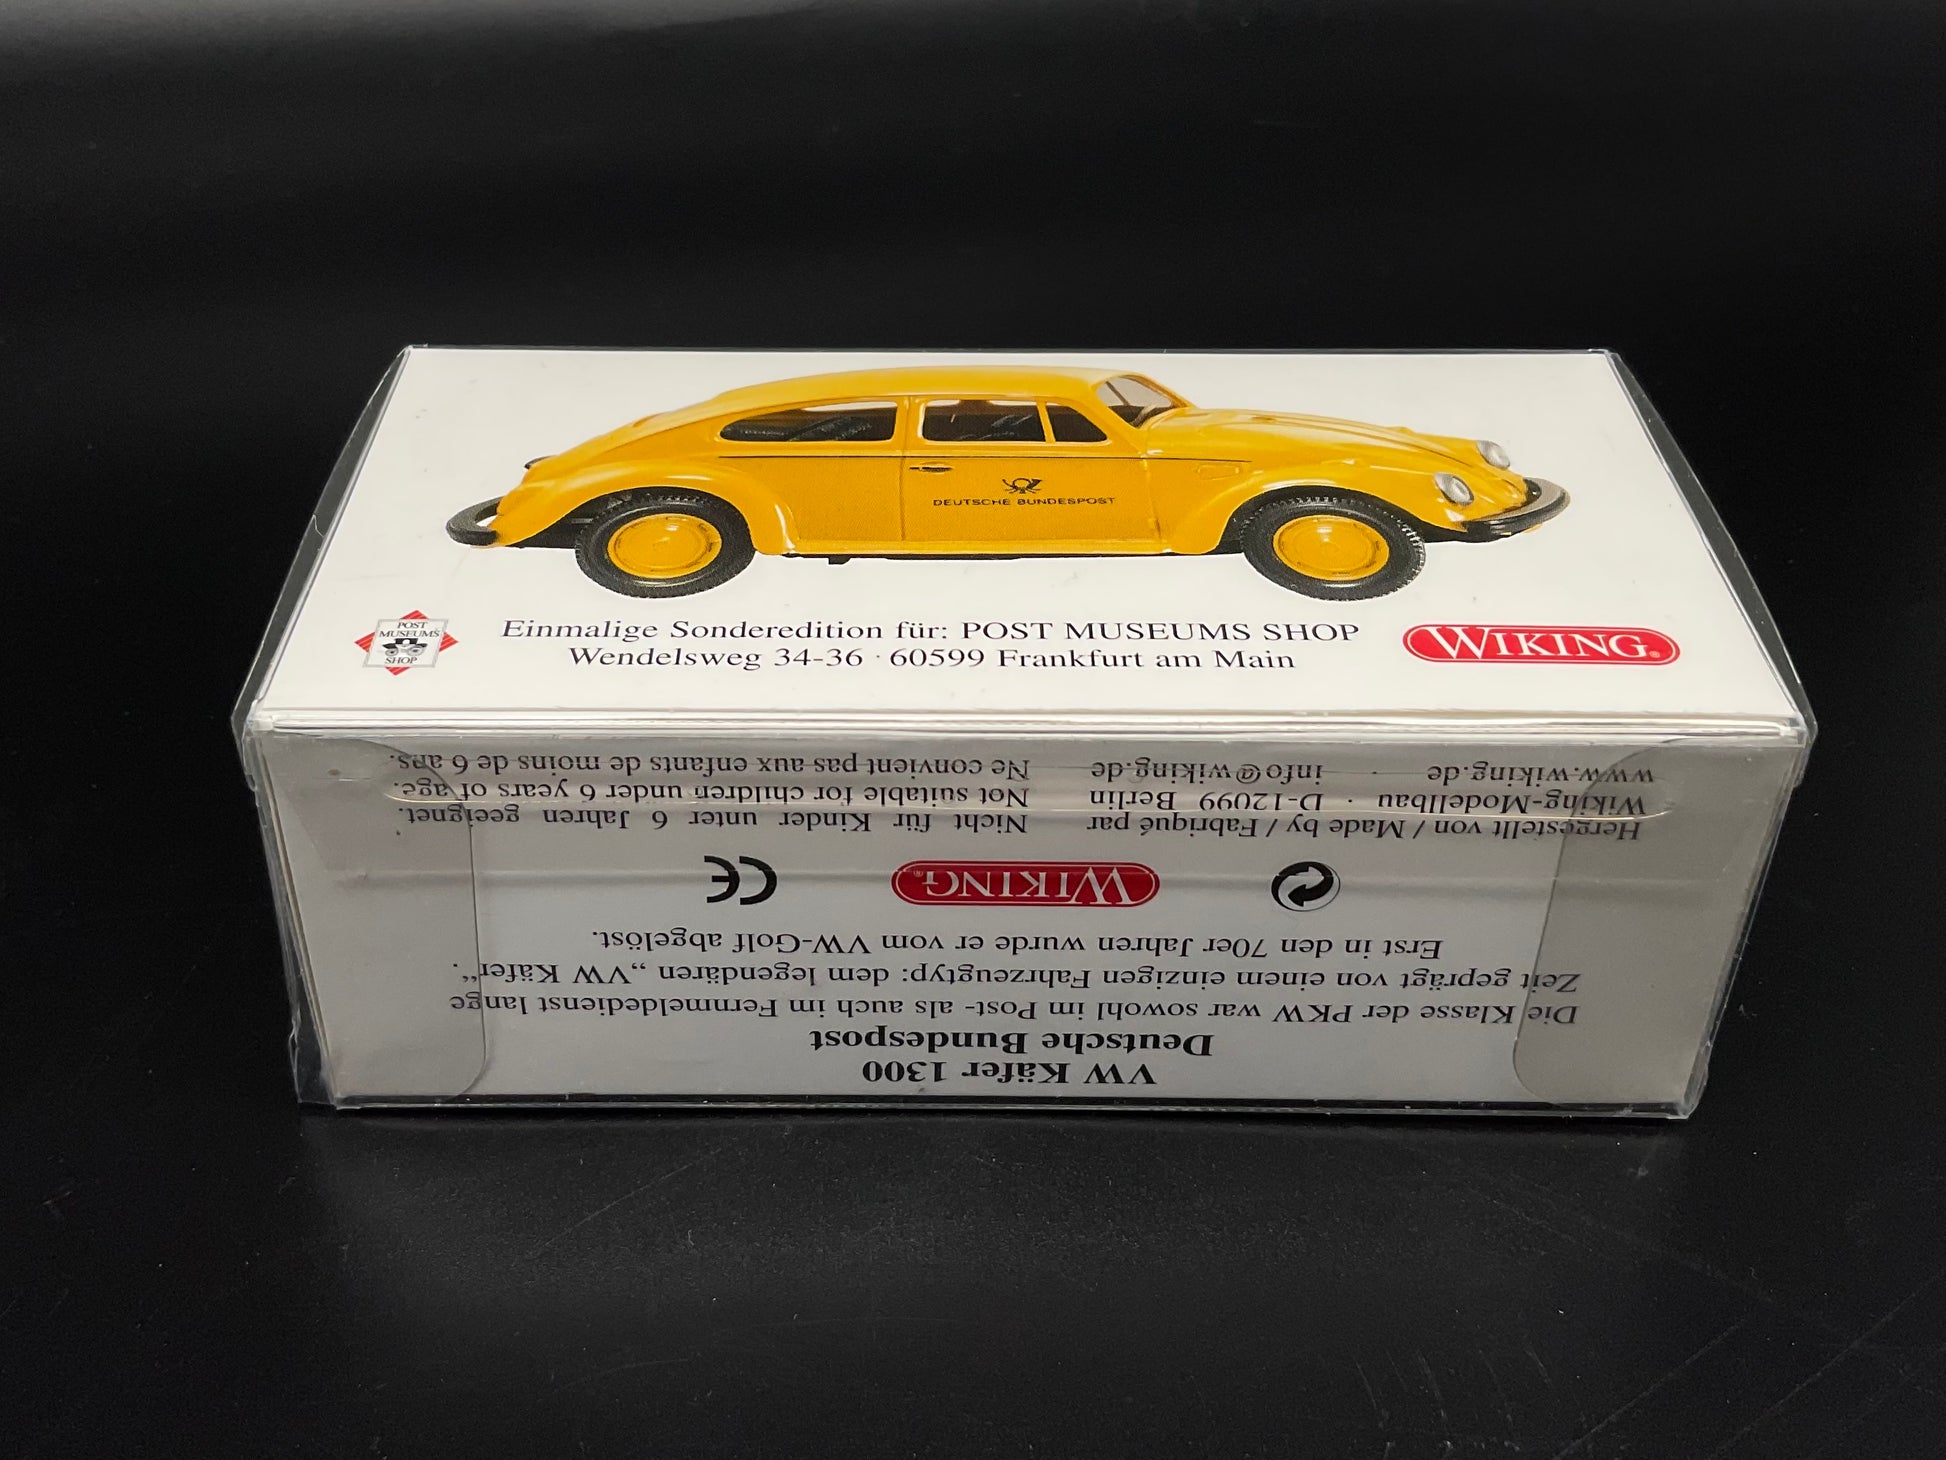 DEUTSCHE BUNDESPOST
POST
MUSEUMS
SHOP
Einmalige Sonderedition für: POST MUSEUMS SHOP
Wendelsweg 34-36 · 60599 Frankfurt am Main
WIKING®
VW Käfer 1300
Deutsche Bundespost
Die Klasse der PKW war sowohl im Post- als auch im Fernmeldedienst lange
Zeit geprägt von einem einzigen Fahrzeugtyp: dem legendären „VW Käfer“.
Erst in den 70er Jahren wurde er vom VW-Golf abgelöst.
WIKING®
CE
Hergestellt von / Made by / Fabriqué par
Wiking-Modellbau · D-12099 Berlin
www.wiking.de · info@wiking.de
Nicht für Kinder unter 6 Jahren geeignet.
Not suitable for children under 6 years of age.
Ne convient pas aux enfants de moins de 6 ans.